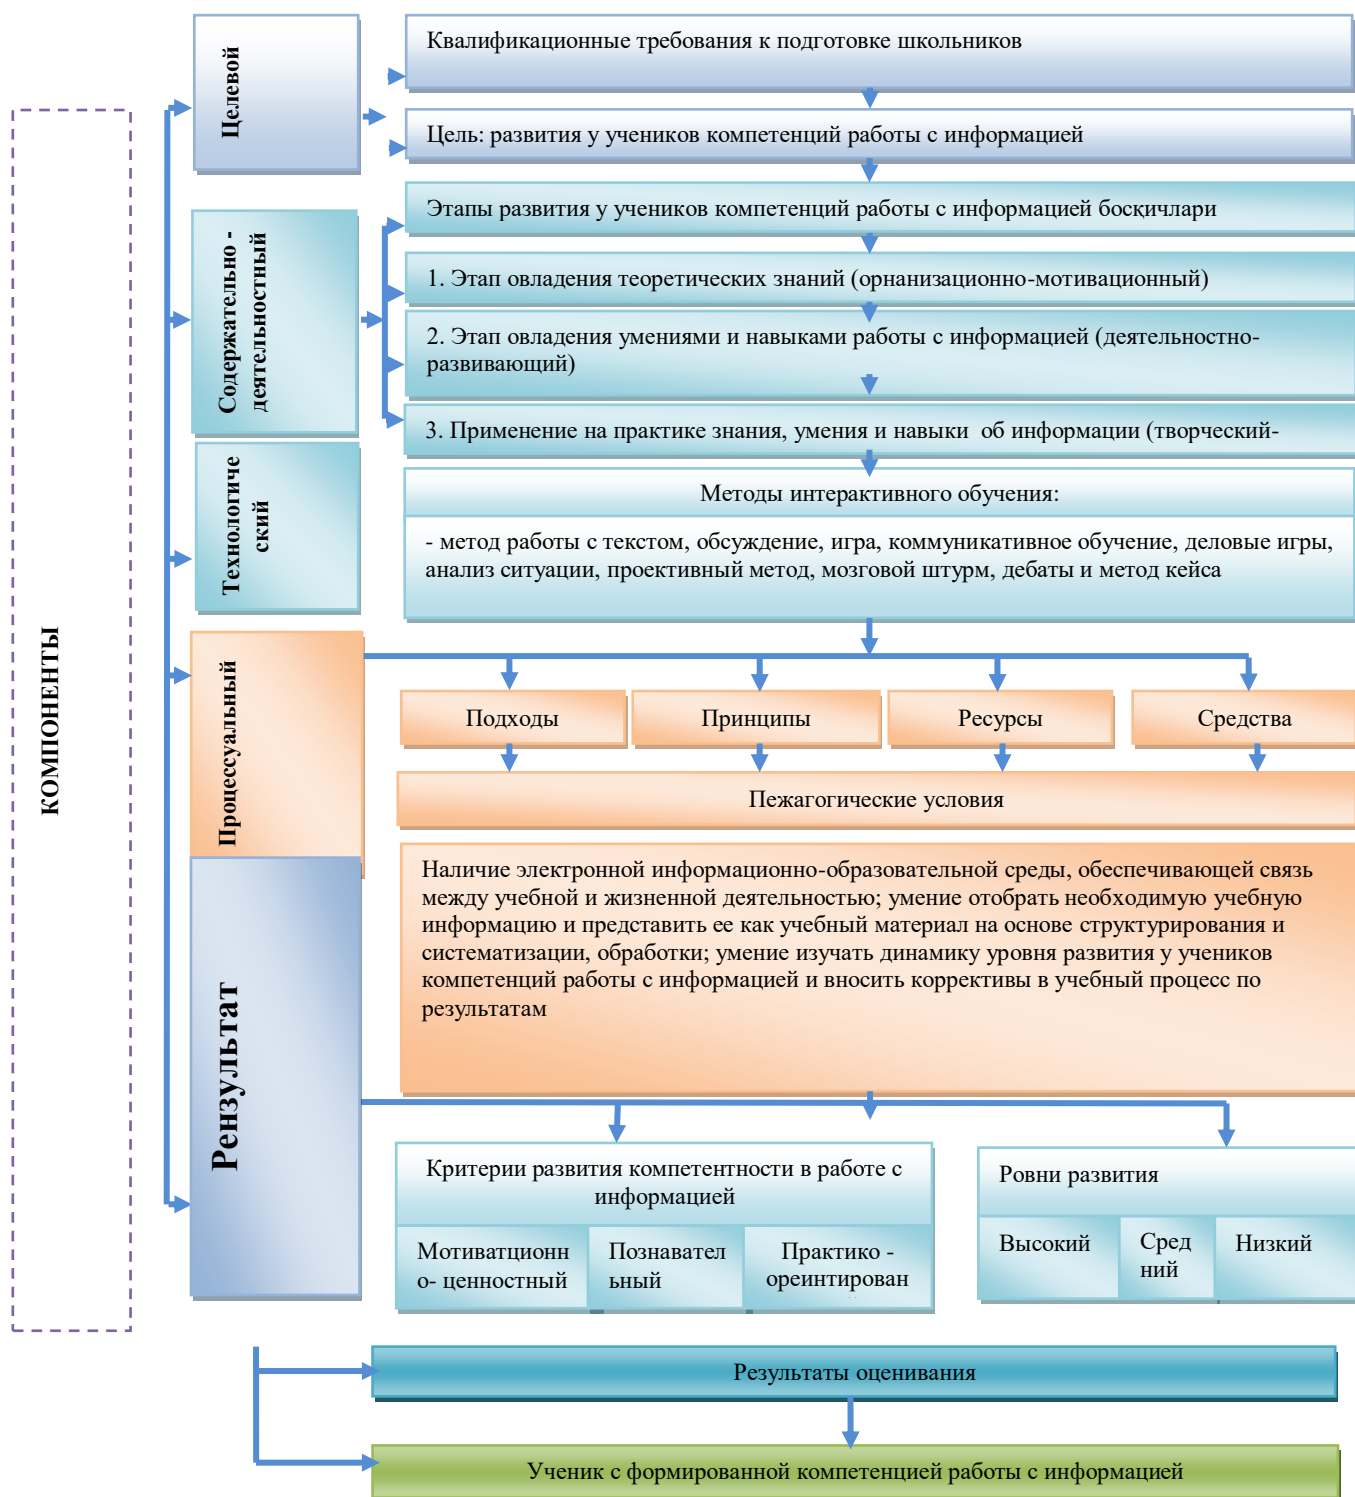 КОМПОНЕНТЫ
Целевой
Квалификационные требования к подготовке школьников
Цель: развития у учеников компетенций работы с информацией
Содержательно -
деятельностный
Этапы развития у учеников компетенций работы с информацией босқичлари
1. Этап овладения теоретических знаний (орнанизационно-мотивационный)
2. Этап овладения умениями и навыками работы с информацией (деятельностно-
развивающий)
3. Применение на практике знания, умения и навыки  об информации (творческий-
Технологиче
ский
Методы интерактивного обучения:
- метод работы с текстом, обсуждение, игра, коммуникативное обучение, деловые игры,
анализ ситуации, проективный метод, мозговой штурм, дебаты и метод кейса
Процессуальный
Подходы
Принципы
Ресурсы
Средства
Пежагогические условия
Наличие электронной информационно-образовательной среды, обеспечивающей связь
между учебной и жизненной деятельностью; умение отобрать необходимую учебную
информацию и представить ее как учебный материал на основе структурирования и
систематизации, обработки; умение изучать динамику уровня развития у учеников
компетенций работы с информацией и вносить коррективы в учебный процесс по
результатам
Рензультат
Критерии развития компетентности в работе с
информацией
Мотиватционн
о- ценностный
Познавател
ьный
Практико -
ореинтирован
Ровни развития
Высокий
Сред
ний
Низкий
Результаты оценивания
Ученик с формированной компетенцией работы с информацией